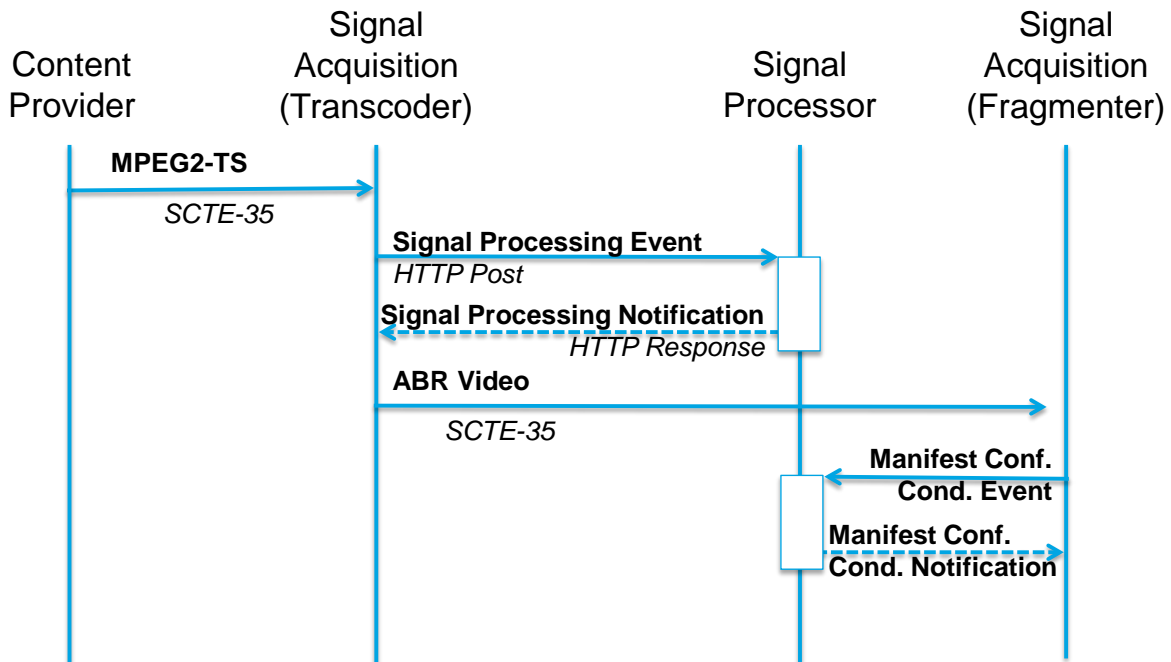 Content
Provider
Signal
Acquisition
(Transcoder)
Signal
Processor
Signal
Acquisition
(Fragmenter)
MPEG2-TS
SCTE-35
Signal Processing Event
HTTP Post
Signal Processing Notification
HTTP Response
ABR Video
SCTE-35
Manifest Conf.
Cond. Event
Manifest Conf.
Cond. Notification